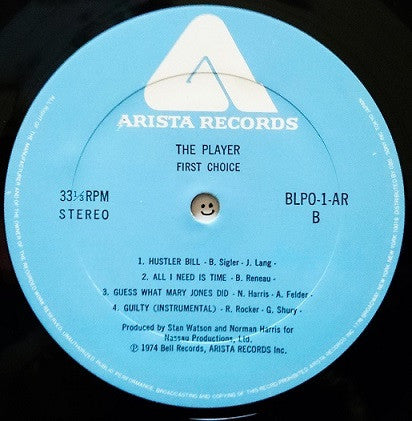 ARISTA RECORDS
THE PLAYER
FIRST CHOICE
33⅓RPM
STEREO
BLPO-1-AR
B
1. HUSTLER BILL - B. Sigler - J. Lang -
2. ALL I NEED IS TIME - B. Reneau -
3. GUESS WHAT MARY JONES DID - N. Harris - A. Felder -
4. GUILTY (INSTRUMENTAL) - R. Rocker - G. Shury -
Produced by Stan Watson and Norman Harris for
Nassau Productions, Ltd.
℗ 1974 Bell Records, ARISTA RECORDS Inc.